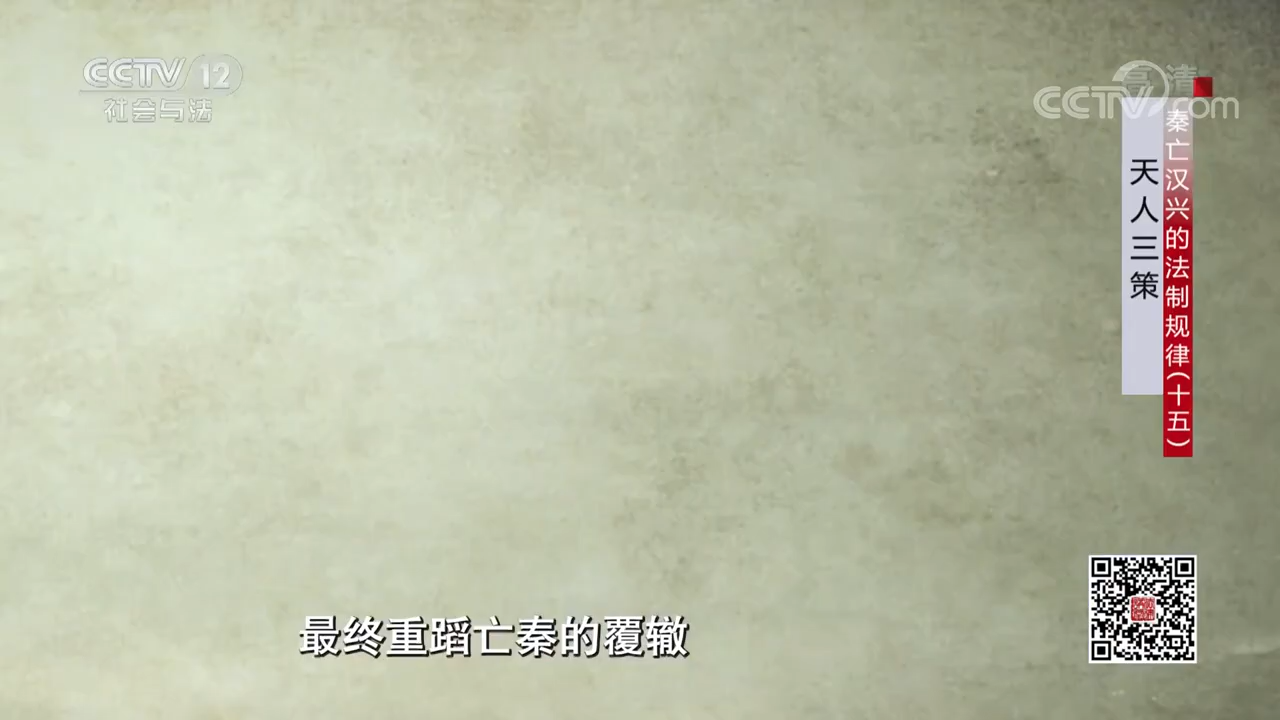 CCTV 12
社会与法
高清
CCTV.com
秦亡汉兴的法制规律(十五)
天人三策
最终重蹈亡秦的覆辙